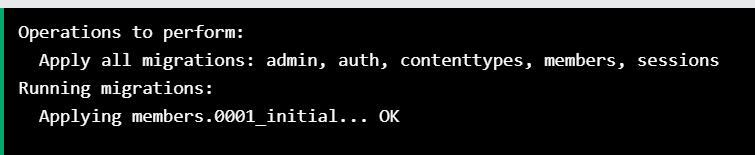 Operations to perform:
Apply all migrations: admin, auth, contenttypes, members, sessions
Running migrations:
Applying members.0001_initial... OK